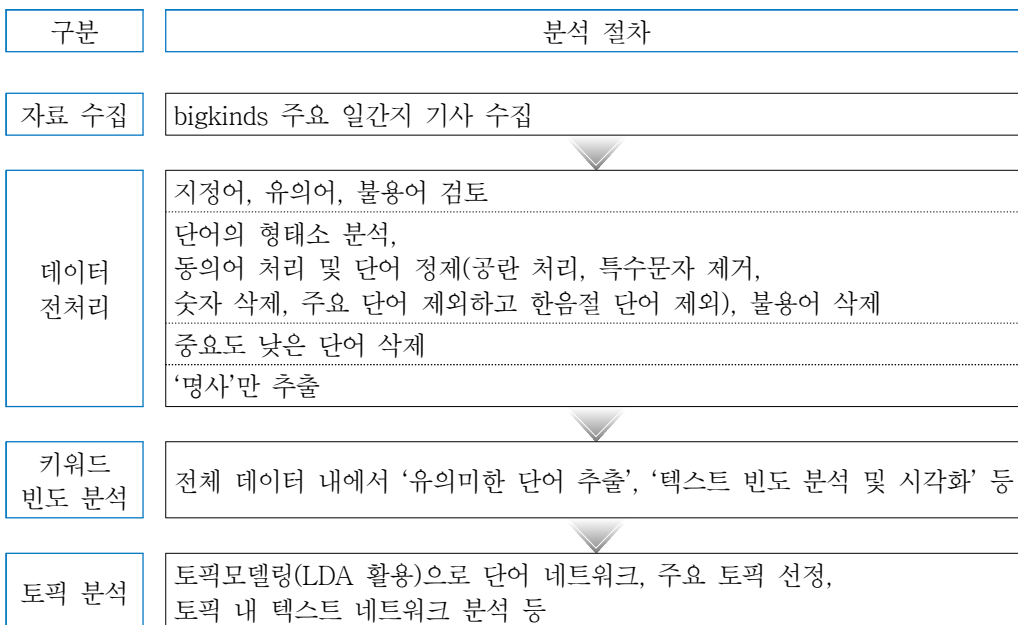 구분
분석 절차
자료 수집
bigkinds 주요 일간지 기사 수집
데이터
전처리
지정어, 유의어, 불용어 검토
단어의 형태소 분석,
동의어 처리 및 단어 정제(공란 처리, 특수문자 제거,
숫자 삭제, 주요 단어 제외하고 한음절 단어 제외), 불용어 삭제
중요도 낮은 단어 삭제
‘명사’만 추출
키워드
빈도 분석
전체 데이터 내에서 ‘유의미한 단어 추출’, ‘텍스트 빈도 분석 및 시각화’ 등
토픽 분석
토픽모델링(LDA 활용)으로 단어 네트워크, 주요 토픽 선정,
토픽 내 텍스트 네트워크 분석 등